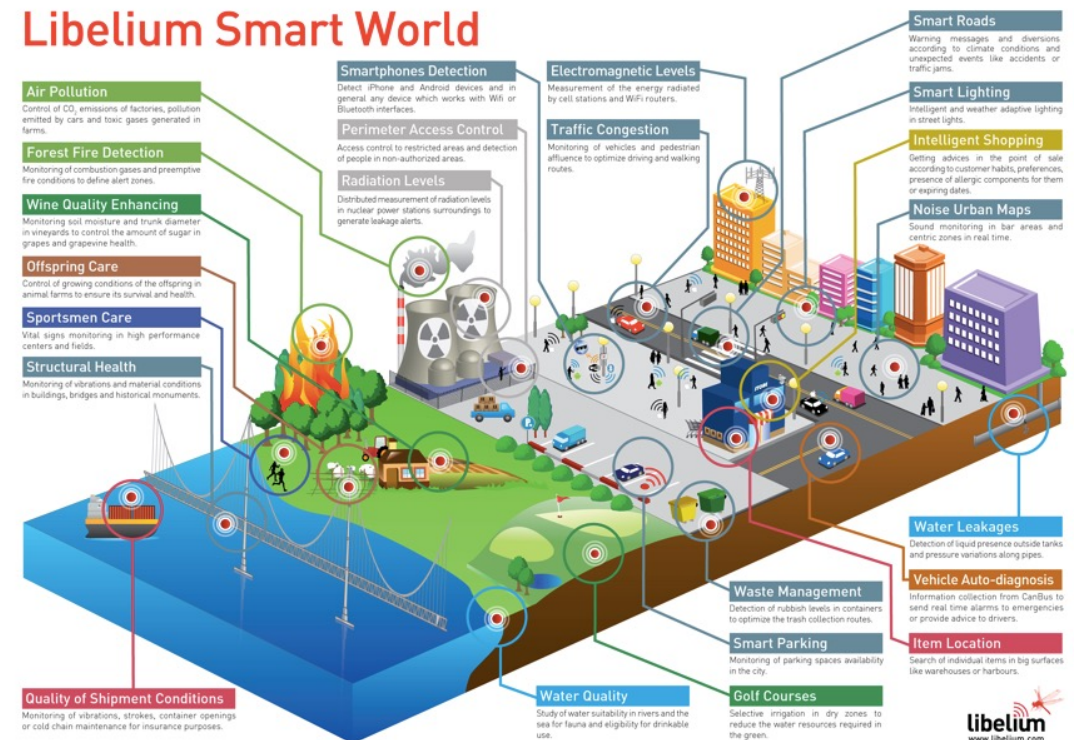 Libelium Smart World
Air Pollution
Control of CO₂ emissions of factories, pollution
emitted by cars and toxic gases generated in
farms.
Forest Fire Detection
Monitoring of combustion gases and preemptive
fire conditions to define alert zones.
Wine Quality Enhancing
Monitoring soil moisture and trunk diameter
in vineyards to control the amount of sugar in
grapes and grapevine health.
Offspring Care
Control of growing conditions of the offspring in
animal farms to ensure its survival and health.
Sportsmen Care
Vital signs monitoring in high performance
centers and fields.
Structural Health
Monitoring of vibrations and material conditions
in buildings, bridges and historical monuments.
Quality of Shipment Conditions
Monitoring of vibrations, strokes, container openings
or cold chain maintenance for insurance purposes.
Smartphones Detection
Detect iPhone and Android devices and in
general any device which works with Wifi or
Bluetooth interfaces.
Perimeter Access Control
Access control to restricted areas and detection
of people in non-authorized areas.
Radiation Levels
Distributed measurement of radiation levels
in nuclear power stations surroundings to
generate leakage alerts.
Electromagnetic Levels
Measurement of the energy radiated
by cell stations and WiFi routers.
Traffic Congestion
Monitoring of vehicles and pedestrian
affluence to optimize driving and walking
routes.
Smart Roads
Warning messages and diversions
according to climate conditions and
unexpected events like accidents or
traffic jams.
Smart Lighting
Intelligent and weather adaptive lighting
in street lights.
Intelligent Shopping
Getting advices in the point of sale
according to customer habits, preferences,
presence of allergic components for them
or expiring dates.
Noise Urban Maps
Sound monitoring in bar areas and
centric zones in real time.
P
Water Leakages
Detection of liquid presence outside tanks
and pressure variations along pipes.
Vehicle Auto-diagnosis
Information collection from CanBus to
send real time alarms to emergencies
or provide advice to drivers.
Item Location
Search of individual items in big surfaces
like warehouses or harbours.
Waste Management
Detection of rubbish levels in containers
to optimize the trash collection routes.
Smart Parking
Monitoring of parking spaces availability
in the city.
Golf Courses
Selective irrigation in dry zones to
reduce the water resources required in
the green.
Water Quality
Study of water suitability in rivers and the
sea for fauna and eligibility for drinkable
use.
libelium
www.libelium.com